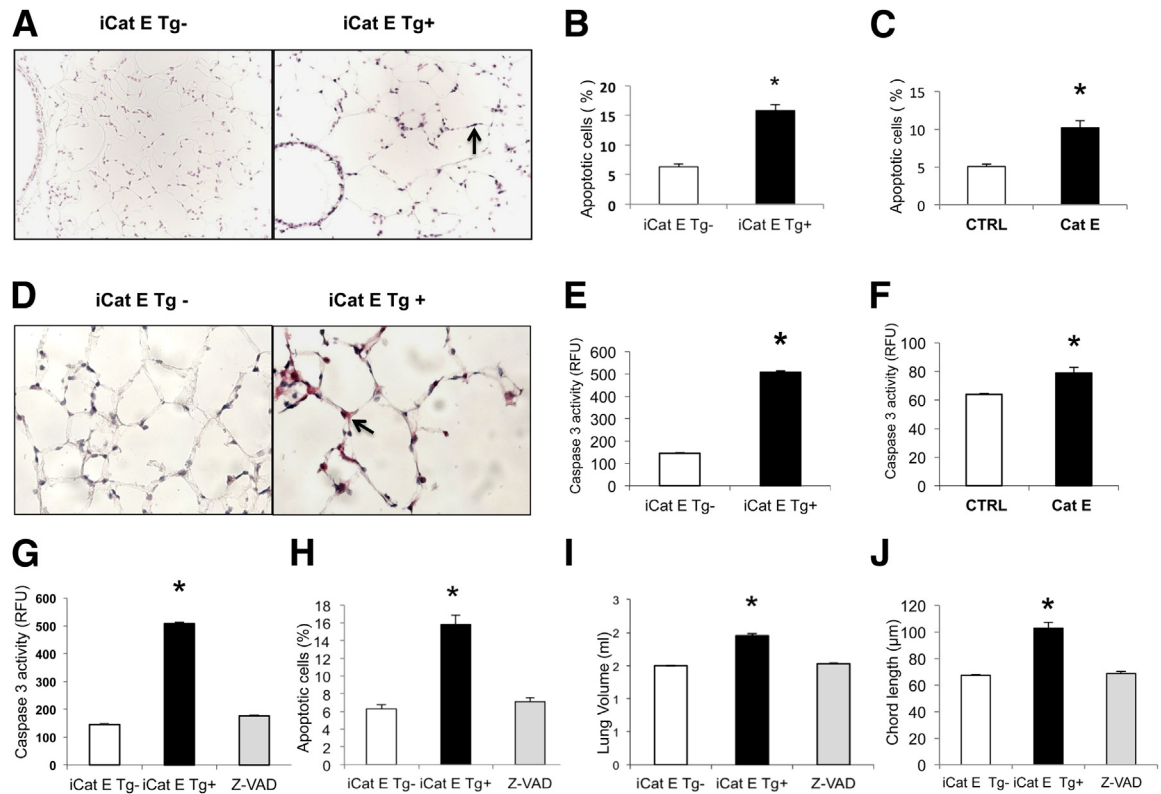 A
iCat E Tg-
iCat E Tg+
B
Apoptotic cells ( % )
20
15
10
5
0
*
iCat E Tg-
iCat E Tg+
C
Apoptotic cells ( % )
15
10
5
0
*
CTRL
Cat E
D
iCat E Tg -
iCat E Tg +
E
Caspase 3 activity (RFU)
600
500
400
300
200
100
0
*
iCat E Tg-
iCat E Tg+
F
Caspase 3 activity (RFU)
100
80
60
40
20
0
*
CTRL
Cat E
G
Caspase 3 activity (RFU)
600
500
400
300
200
100
0
*
iCat E Tg-
iCat E Tg+
Z-VAD
H
Apoptotic cells (%)
18
16
14
12
10
8
6
4
2
0
*
iCat E Tg-
iCat E Tg+
Z-VAD
I
Lung Volume (ml)
3
2
2
1
1
0
*
iCat E Tg-
iCat E Tg+
Z-VAD
J
Chord length (µm)
120
100
80
60
40
20
0
*
iCat E Tg-
iCat E Tg+
Z-VAD